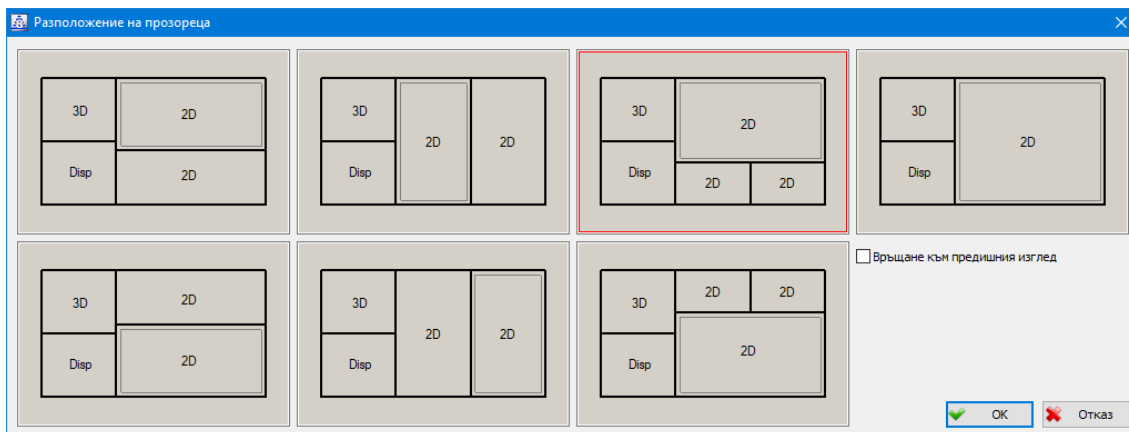 Разположение на прозореца
3D
2D
Disp
2D
3D
2D
2D
Disp
3D
2D
Disp
2D
2D
3D
2D
Disp
3D
2D
Disp
2D
3D
2D
2D
Disp
3D
2D
2D
Disp
2D
Връщане към предишния изглед
OK
Отказ